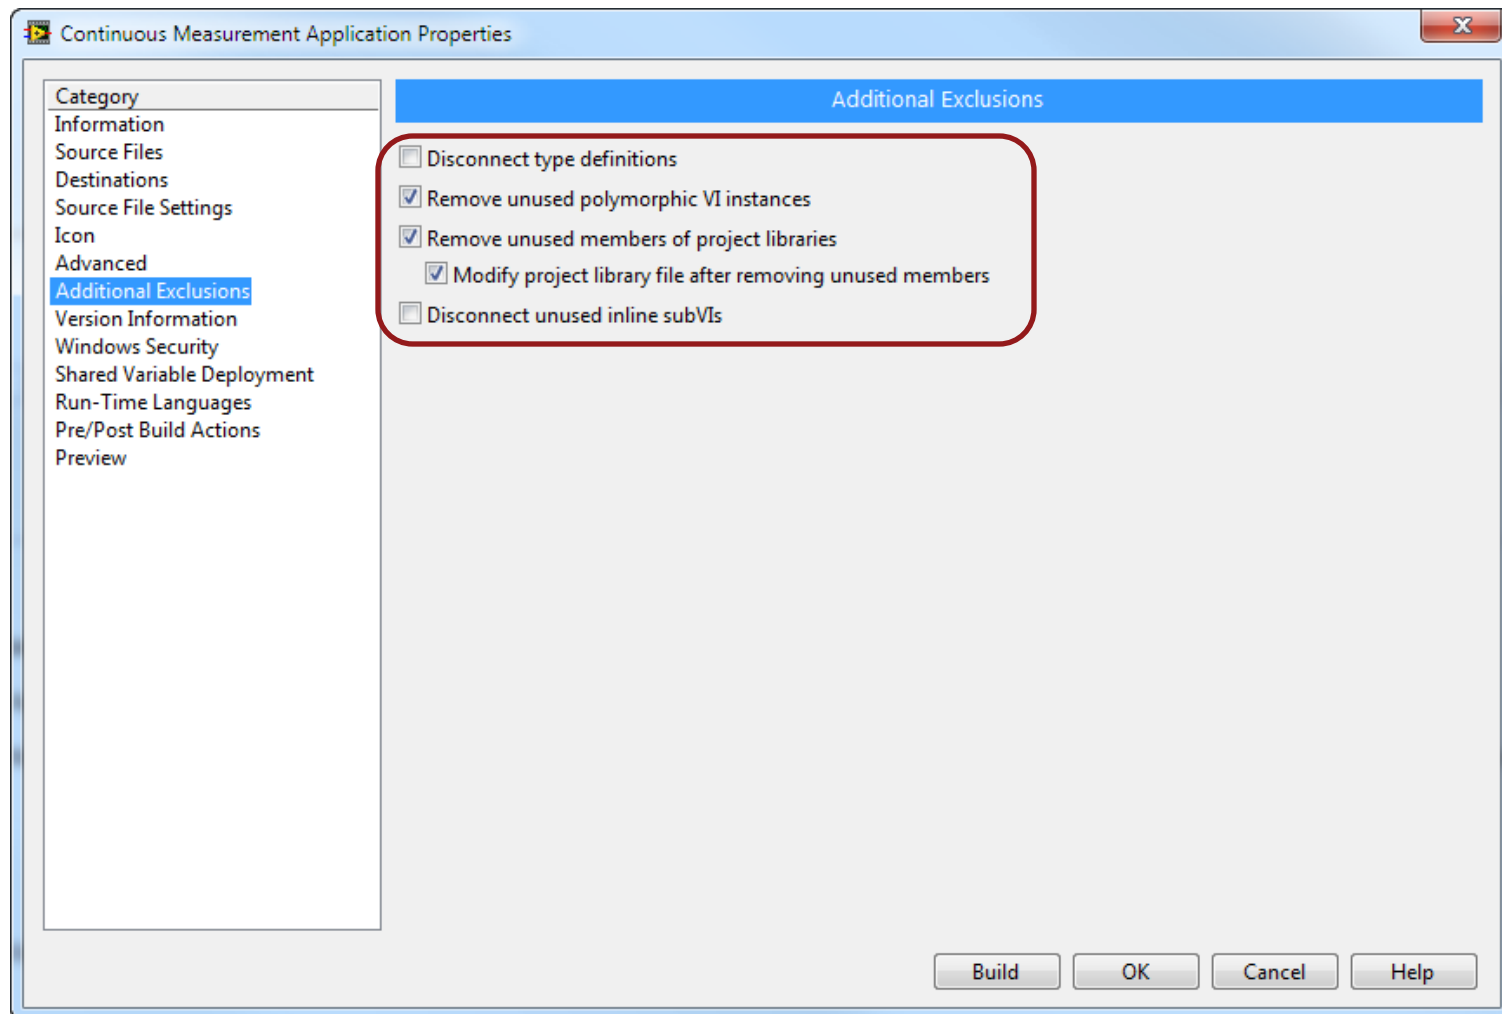 Continuous Measurement Application Properties
Category
Information
Source Files
Destinations
Source File Settings
Icon
Advanced
Additional Exclusions
Version Information
Windows Security
Shared Variable Deployment
Run-Time Languages
Pre/Post Build Actions
Preview
Additional Exclusions
Disconnect type definitions
Remove unused polymorphic VI instances
Remove unused members of project libraries
Modify project library file after removing unused members
Disconnect unused inline subVIs
Build
OK
Cancel
Help